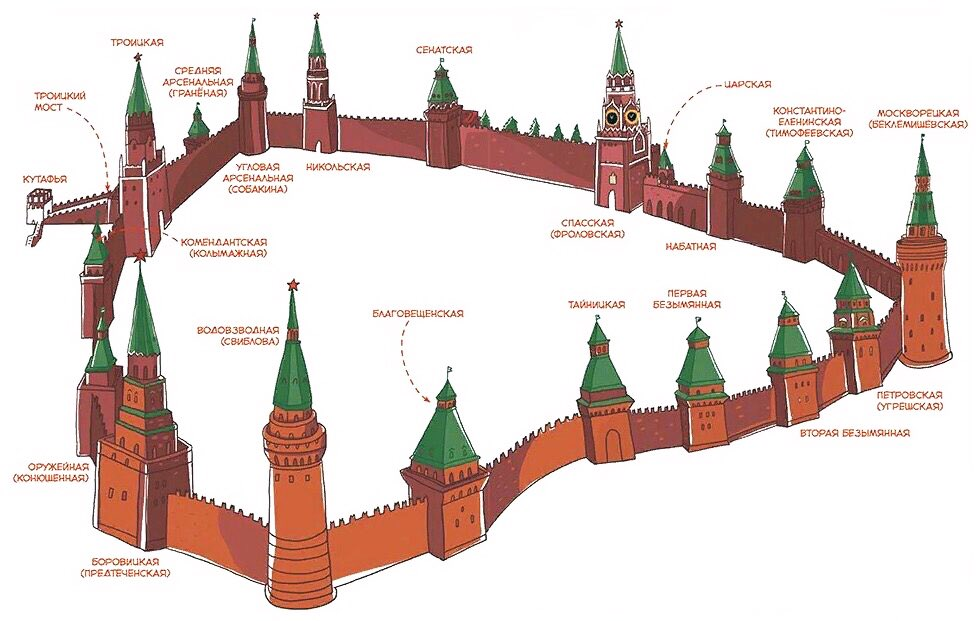 ТРОИЦКАЯ
СЕНАТСКАЯ
СРЕДНЯЯ
АРСЕНАЛЬНАЯ
(ГРАНЁНАЯ)
ТРОИЦКИЙ
МОСТ
ЦАРСКАЯ
КОНСТАНТИНО-
ЕЛЕНИНСКАЯ
(ТИМОФЕЕВСКАЯ)
МОСКВОРЕЦКАЯ
(БЕКЛЕМИШЕВСКАЯ)
КУТАФЬЯ
УГЛОВАЯ
АРСЕНАЛЬНАЯ
(СОБАКИНА)
НИКОЛЬСКАЯ
СПАССКАЯ
(ФРОЛОВСКАЯ)
НАБАТНАЯ
КОМЕНДАНТСКАЯ
(КОЛЫМАЖНАЯ)
ВОДОВЗВОДНАЯ
(СВИБЛОВА)
БЛАГОВЕЩЕНСКАЯ
ТАЙНИЦКАЯ
ПЕРВАЯ
БЕЗЫМЯННАЯ
ПЕТРОВСКАЯ
(УГРЕШСКАЯ)
ВТОРАЯ БЕЗЫМЯННАЯ
ОРУЖЕЙНАЯ
(КОНЮШЕННАЯ)
БОРОВИЦКАЯ
(ПРЕДТЕЧЕНСКАЯ)